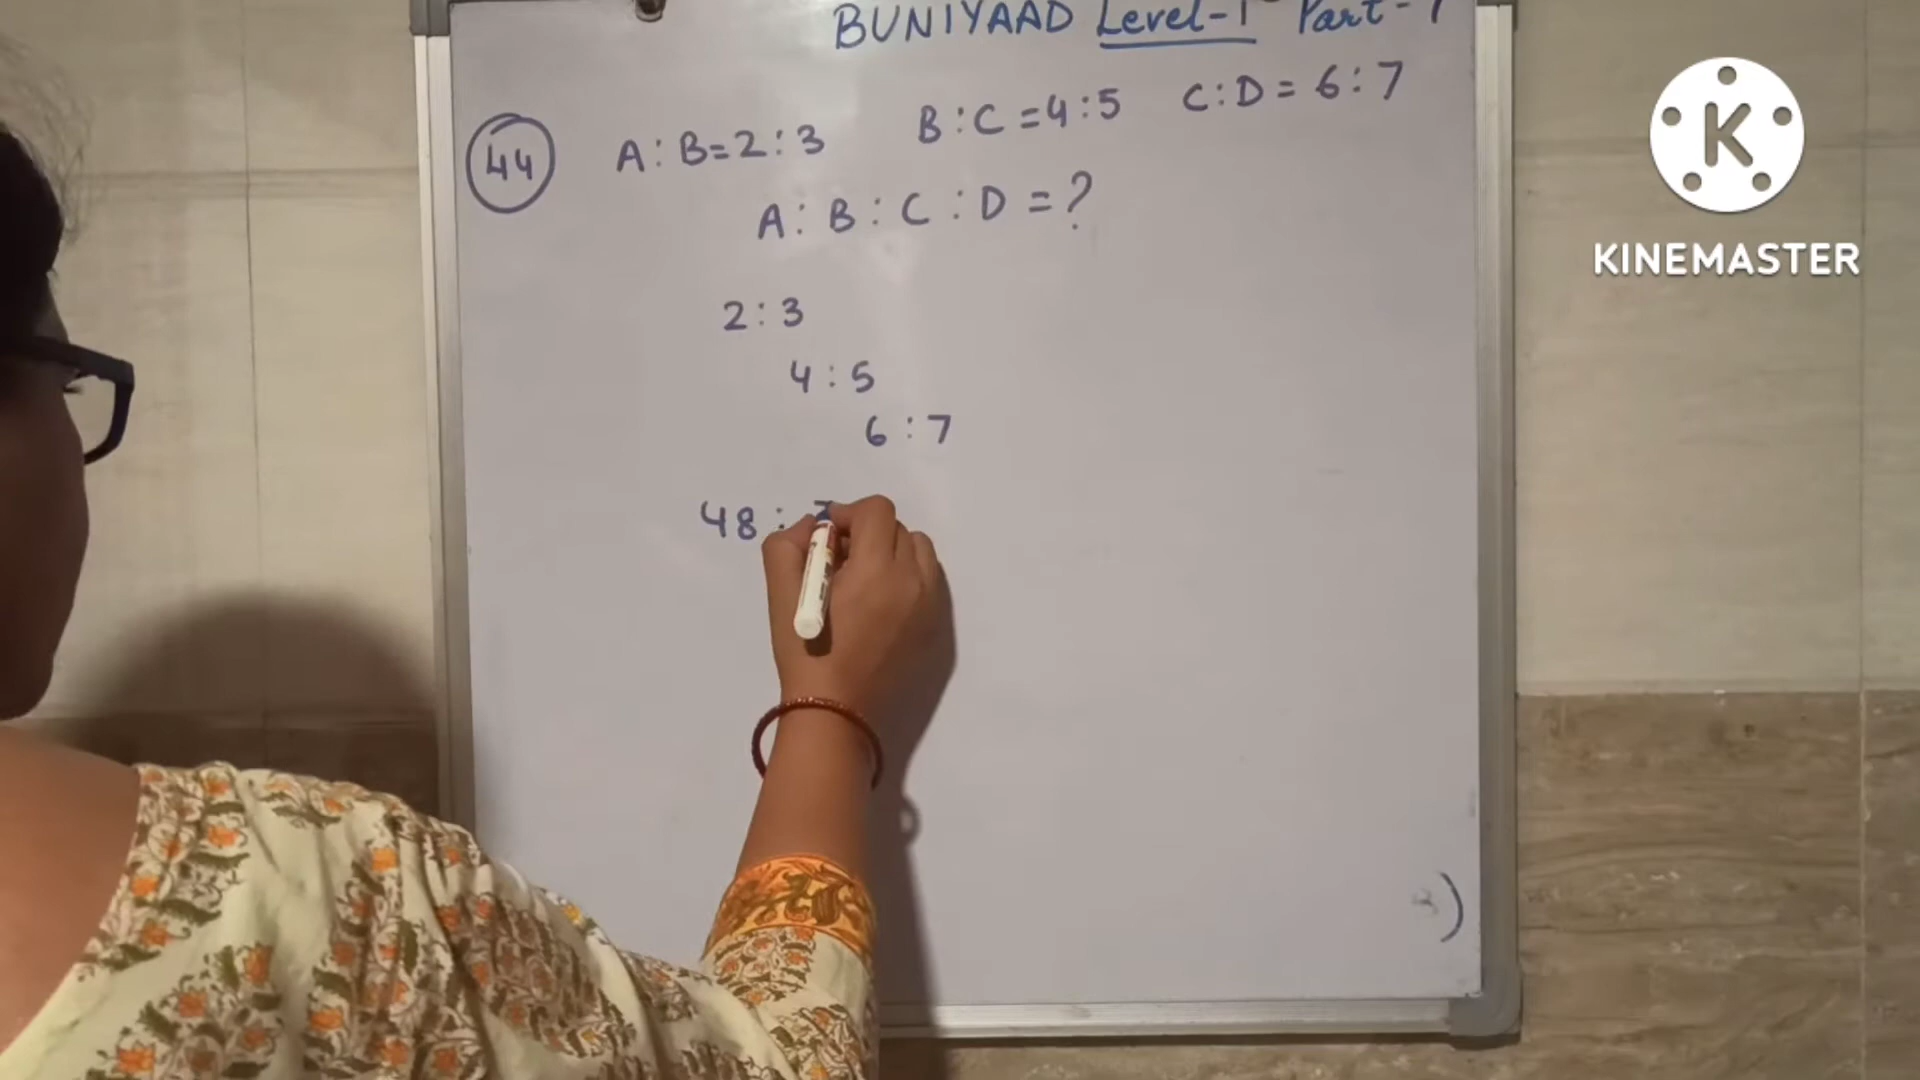 BUNIYAAD Level-1 Part-
44 A:B=2:3 B:C=4:5 C:D=6:7
A:B:C:D=?
2:3
4:5
6:7
48:
K
KINEMASTER